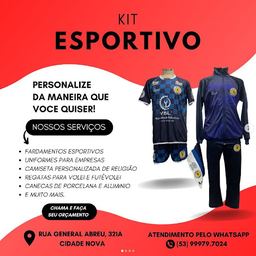 KIT
ESPORTIVO
PERSONALIZE
DA MANEIRA QUE
VOCE QUISER!
NOSSOS SERVIÇOS
• FARDAMENTOS ESPORTIVOS
• UNIFORMES PARA EMPRESAS
• CAMISETA PERSONALIZADA DE RELIGIÃO
• REGATAS PARA VOLEI E FUTÊVOLEI
• CANECAS DE PORCELANA E ALUMINIO
• E MUITO MAIS.
CHAMA E FAÇA
SEU ORÇAMENTO
RUA GENERAL ABREU, 321A
CIDADE NOVA
ATENDIMENTO PELO WHATSAPP
(53) 99979.7024